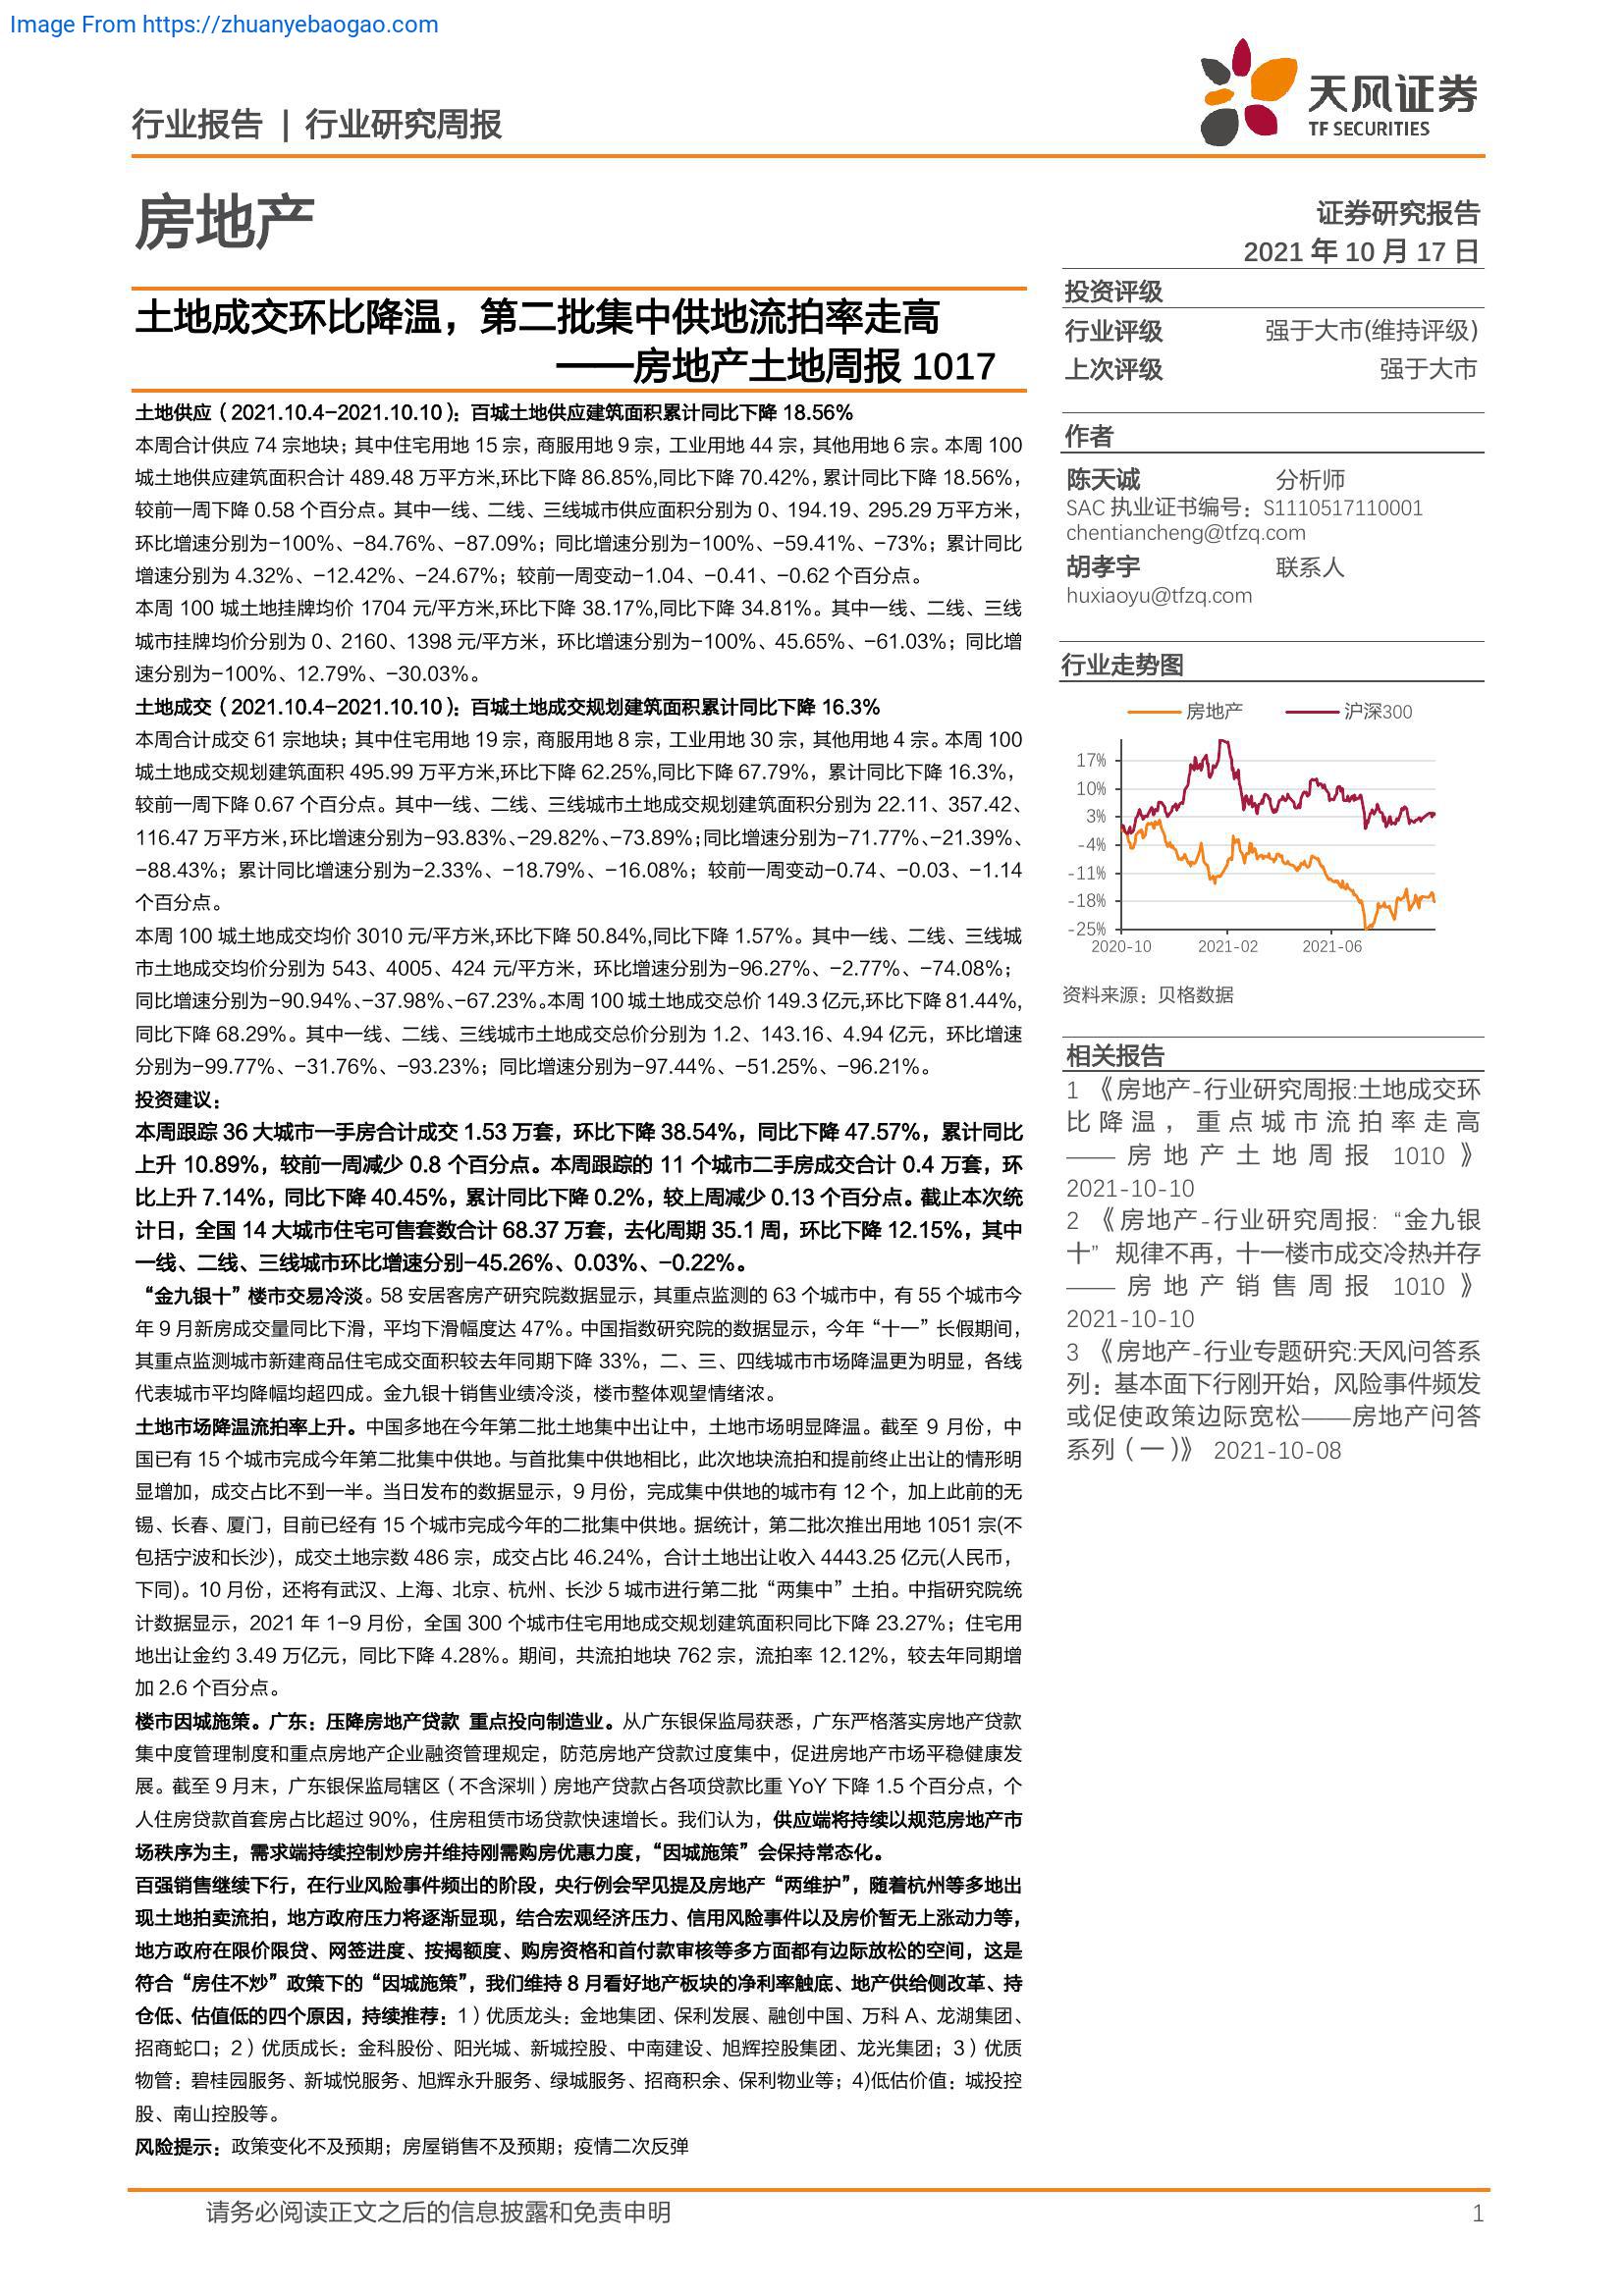 Image From https://zhuanyebaogao.com
行业报告 | 行业研究周报
天风证券
TF SECURITIES
房地产
证券研究报告
2021 年 10 月 17 日
土地成交环比降温，第二批集中供地流拍率走高
——房地产土地周报 1017
土地供应（2021.10.4-2021.10.10）：百城土地供应建筑面积累计同比下降 18.56%
本周合计供应 74 宗地块；其中住宅用地 15 宗，商服用地 9 宗，工业用地 44 宗，其他用地 6 宗。本周 100
城土地供应建筑面积合计 489.48 万平方米,环比下降 86.85%,同比下降 70.42%，累计同比下降 18.56%，
较前一周下降 0.58 个百分点。其中一线、二线、三线城市供应面积分别为 0、194.19、295.29 万平方米，
环比增速分别为-100%、-84.76%、-87.09%；同比增速分别为-100%、-59.41%、-73%；累计同比
增速分别为 4.32%、-12.42%、-24.67%；较前一周变动-1.04、-0.41、-0.62 个百分点。
本周 100 城土地挂牌均价 1704 元/平方米,环比下降 38.17%,同比下降 34.81%。其中一线、二线、三线
城市挂牌均价分别为 0、2160、1398 元/平方米，环比增速分别为-100%、45.65%、-61.03%；同比增
速分别为-100%、12.79%、-30.03%。
土地成交（2021.10.4-2021.10.10）：百城土地成交规划建筑面积累计同比下降 16.3%
本周合计成交 61 宗地块；其中住宅用地 19 宗，商服用地 8 宗，工业用地 30 宗，其他用地 4 宗。本周 100
城土地成交规划建筑面积 495.99 万平方米,环比下降 62.25%,同比下降 67.79%，累计同比下降 16.3%，
较前一周下降 0.67 个百分点。其中一线、二线、三线城市土地成交规划建筑面积分别为 22.11、357.42、
116.47 万平方米,环比增速分别为-93.83%、-29.82%、-73.89%；同比增速分别为-71.77%、-21.39%、
-88.43%；累计同比增速分别为-2.33%、-18.79%、-16.08%；较前一周变动-0.74、-0.03、-1.14
个百分点。
本周 100 城土地成交均价 3010 元/平方米,环比下降 50.84%,同比下降 1.57%。其中一线、二线、三线城
市土地成交均价分别为 543、4005、424 元/平方米，环比增速分别为-96.27%、-2.77%、-74.08%；
同比增速分别为-90.94%、-37.98%、-67.23%。本周 100 城土地成交总价 149.3 亿元,环比下降 81.44%,
同比下降 68.29%。其中一线、二线、三线城市土地成交总价分别为 1.2、143.16、4.94 亿元，环比增速
分别为-99.77%、-31.76%、-93.23%；同比增速分别为-97.44%、-51.25%、-96.21%。
投资建议：
本周跟踪 36 大城市一手房合计成交 1.53 万套，环比下降 38.54%，同比下降 47.57%，累计同比
上升 10.89%，较前一周减少 0.8 个百分点。本周跟踪的 11 个城市二手房成交合计 0.4 万套，环
比上升 7.14%，同比下降 40.45%，累计同比下降 0.2%，较上周减少 0.13 个百分点。截止本次统
计日，全国 14 大城市住宅可售套数合计 68.37 万套，去化周期 35.1 周，环比下降 12.15%，其中
一线、二线、三线城市环比增速分别-45.26%、0.03%、-0.22%。
“金九银十”楼市交易冷淡。58 安居客房产研究院数据显示，其重点监测的 63 个城市中，有 55 个城市今
年 9 月新房成交量同比下滑，平均下滑幅度达 47%。中国指数研究院的数据显示，今年“十一”长假期间，
其重点监测城市新建商品住宅成交面积较去年同期下降 33%，二、三、四线城市市场降温更为明显，各线
代表城市平均降幅均超四成。金九银十销售业绩冷淡，楼市整体观望情绪浓。
土地市场降温流拍率上升。中国多地在今年第二批土地集中出让中，土地市场明显降温。截至 9 月份，中
国已有 15 个城市完成今年第二批集中供地。与首批集中供地相比，此次地块流拍和提前终止出让的情形明
显增加，成交占比不到一半。当日发布的数据显示，9 月份，完成集中供地的城市有 12 个，加上此前的无
锡、长春、厦门，目前已经有 15 个城市完成今年的二批集中供地。据统计，第二批次推出用地 1051 宗(不
包括宁波和长沙)，成交土地宗数 486 宗，成交占比 46.24%，合计土地出让收入 4443.25 亿元(人民币，
下同)。10 月份，还将有武汉、上海、北京、杭州、长沙 5 城市进行第二批“两集中”土拍。中指研究院统
计数据显示，2021 年 1-9 月份，全国 300 个城市住宅用地成交规划建筑面积同比下降 23.27%；住宅用
地出让金约 3.49 万亿元，同比下降 4.28%。期间，共流拍地块 762 宗，流拍率 12.12%，较去年同期增
加 2.6 个百分点。
楼市因城施策。广东：压降房地产贷款 重点投向制造业。从广东银保监局获悉，广东严格落实房地产贷款
集中度管理制度和重点房地产企业融资管理规定，防范房地产贷款过度集中，促进房地产市场平稳健康发
展。截至 9 月末，广东银保监局辖区（不含深圳）房地产贷款占各项贷款比重 YoY 下降 1.5 个百分点，个
人住房贷款首套房占比超过 90%，住房租赁市场贷款快速增长。我们认为，供应端将持续以规范房地产市
场秩序为主，需求端持续控制炒房并维持刚需购房优惠力度，“因城施策”会保持常态化。
百强销售继续下行，在行业风险事件频出的阶段，央行例会罕见提及房地产“两维护”，随着杭州等多地出
现土地拍卖流拍，地方政府压力将逐渐显现，结合宏观经济压力、信用风险事件以及房价暂无上涨动力等，
地方政府在限价限贷、网签进度、按揭额度、购房资格和首付款审核等多方面都有边际放松的空间，这是
符合“房住不炒”政策下的“因城施策”，我们维持 8 月看好地产板块的净利率触底、地产供给侧改革、持
仓低、估值低的四个原因，持续推荐：1）优质龙头：金地集团、保利发展、融创中国、万科 A、龙湖集团、
招商蛇口；2）优质成长：金科股份、阳光城、新城控股、中南建设、旭辉控股集团、龙光集团；3）优质
物管：碧桂园服务、新城悦服务、旭辉永升服务、绿城服务、招商积余、保利物业等；4)低估价值：城投控
股、南山控股等。
风险提示：政策变化不及预期；房屋销售不及预期；疫情二次反弹
投资评级
行业评级 强于大市(维持评级)
上次评级 强于大市
作者
陈天诚 分析师
SAC 执业证书编号：S1110517110001
chentiancheng@tfzq.com
胡孝宇 联系人
huxiaoyu@tfzq.com
行业走势图
房地产 沪深300
17%
10%
3%
-4%
-11%
-18%
-25%
2020-10 2021-02 2021-06
资料来源：贝格数据
相关报告
1 《房地产-行业研究周报:土地成交环
比降温，重点城市流拍率走高
——房地产土地周报 1010》
2021-10-10
2 《房地产-行业研究周报: “金九银
十” 规律不再，十一楼市成交冷热并存
——房地产销售周报 1010》
2021-10-10
3 《房地产-行业专题研究:天风问答系
列：基本面下行刚开始，风险事件频发
或促使政策边际宽松——房地产问答
系列（一）》 2021-10-08
请务必阅读正文之后的信息披露和免责申明 1